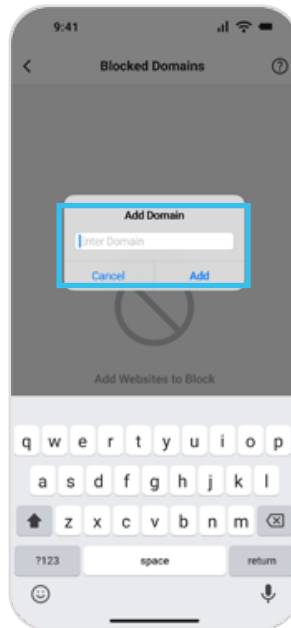 9:41
Blocked Domains
Add Domain
Enter Domain
Cancel Add
Add Websites to Block
q w e r t y u i o p
a s d f g h j k l
z x c v b n m
?123 space return